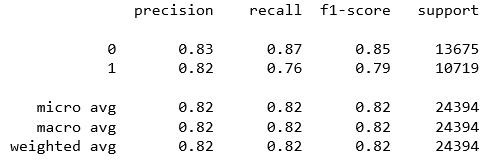 precision recall f1-score support
0 0.83 0.87 0.85 13675
1 0.82 0.76 0.79 10719
micro avg 0.82 0.82 0.82 24394
macro avg 0.82 0.82 0.82 24394
weighted avg 0.82 0.82 0.82 24394